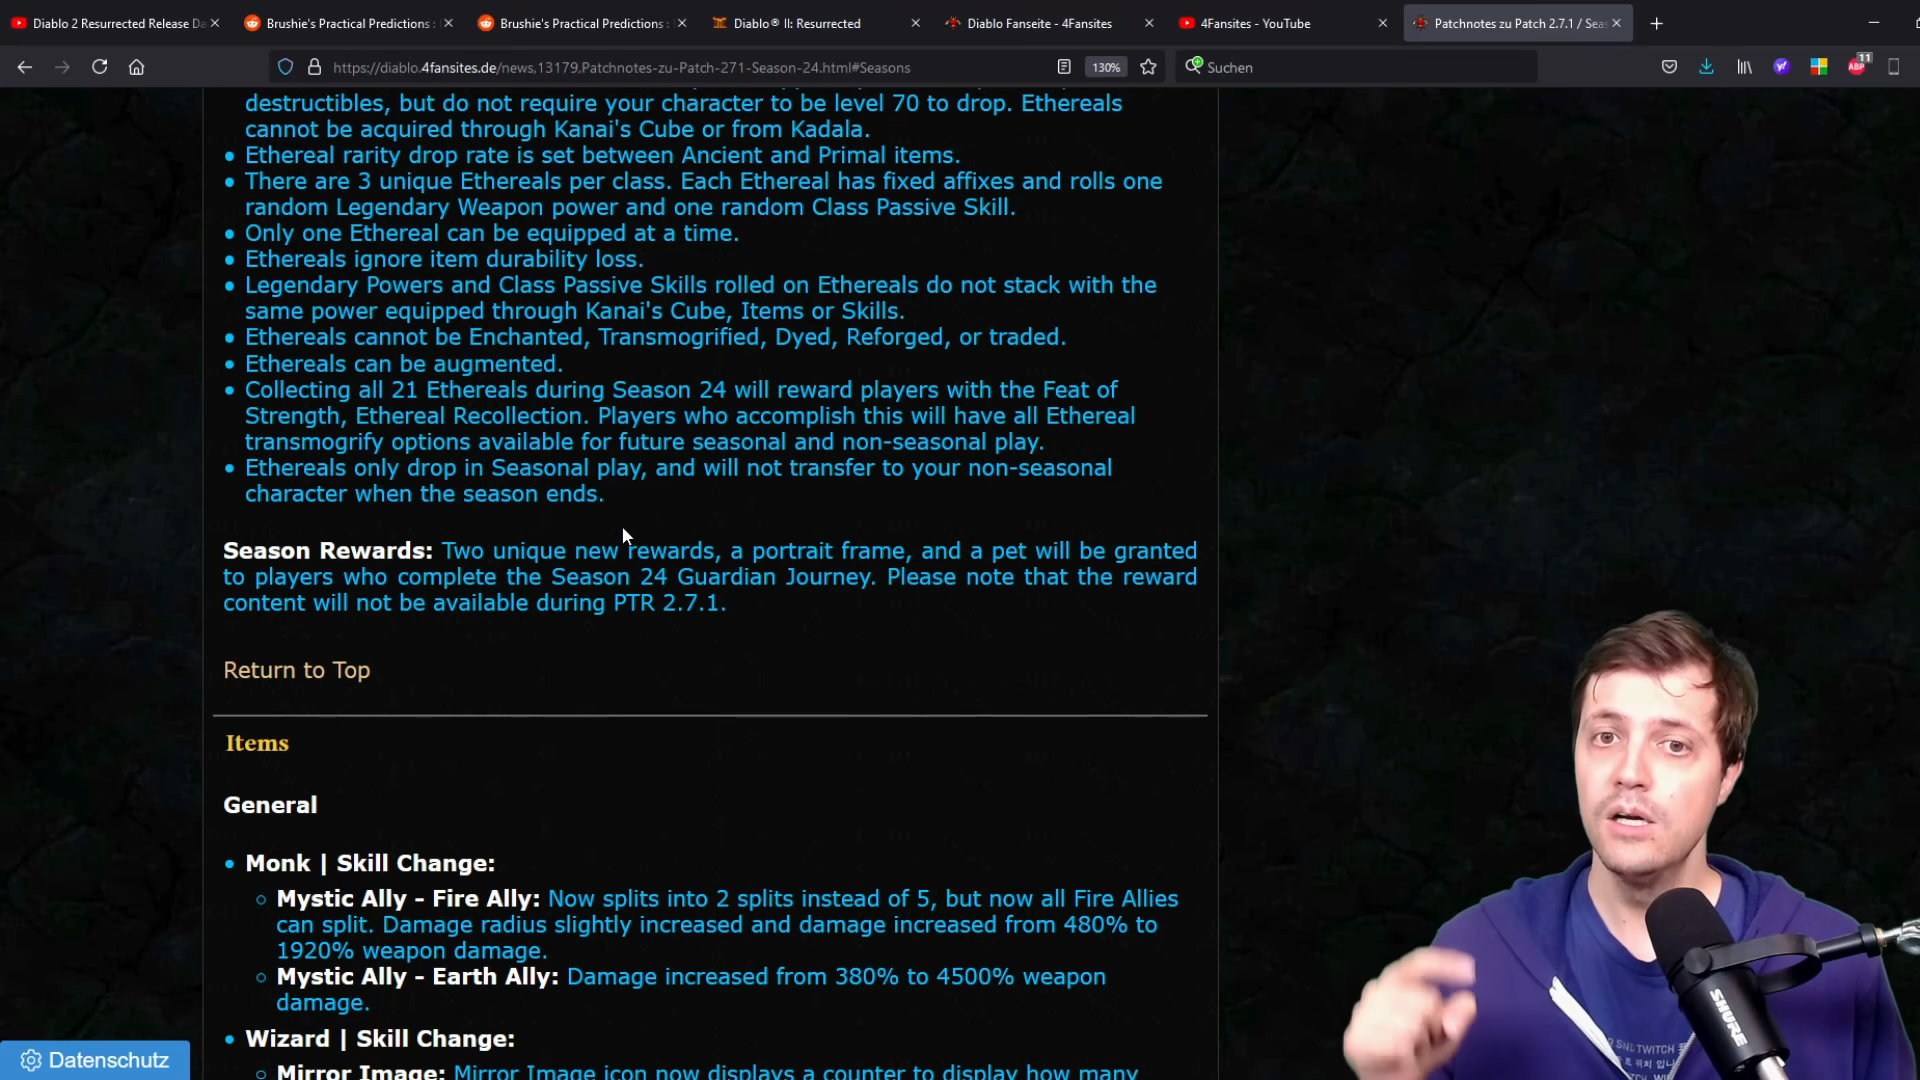 Diablo 2 Resurrected Release Da
Brushie's Practical Predictions :
Brushie's Practical Predictions :
Diablo® II: Resurrected
Diablo Fanseite - 4Fansites
4Fansites - YouTube
Patchnotes zu Patch 2.7.1 / Seas
https://diablo.4fansites.de/news,13179,Patchnotes-zu-Patch-271-Season-24.html#Seasons
130%
Suchen
11
ABP
destructibles, but do not require your character to be level 70 to drop. Ethereals
cannot be acquired through Kanai's Cube or from Kadala.
• Ethereal rarity drop rate is set between Ancient and Primal items.
• There are 3 unique Ethereals per class. Each Ethereal has fixed affixes and rolls one
random Legendary Weapon power and one random Class Passive Skill.
• Only one Ethereal can be equipped at a time.
• Ethereals ignore item durability loss.
• Legendary Powers and Class Passive Skills rolled on Ethereals do not stack with the
same power equipped through Kanai's Cube, Items or Skills.
• Ethereals cannot be Enchanted, Transmogrified, Dyed, Reforged, or traded.
• Ethereals can be augmented.
• Collecting all 21 Ethereals during Season 24 will reward players with the Feat of
Strength, Ethereal Recollection. Players who accomplish this will have all Ethereal
transmogrify options available for future seasonal and non-seasonal play.
• Ethereals only drop in Seasonal play, and will not transfer to your non-seasonal
character when the season ends.
Season Rewards: Two unique new rewards, a portrait frame, and a pet will be granted
to players who complete the Season 24 Guardian Journey. Please note that the reward
content will not be available during PTR 2.7.1.
Return to Top
Items
General
• Monk | Skill Change:
Mystic Ally - Fire Ally: Now splits into 2 splits instead of 5, but now all Fire Allies
can split. Damage radius slightly increased and damage increased from 480% to
1920% weapon damage.
Mystic Ally - Earth Ally: Damage increased from 380% to 4500% weapon
damage.
• Wizard | Skill Change:
Mirror Image: Mirror Image icon now displays a counter to display how many
Datenschutz
SHURE
TWITCH